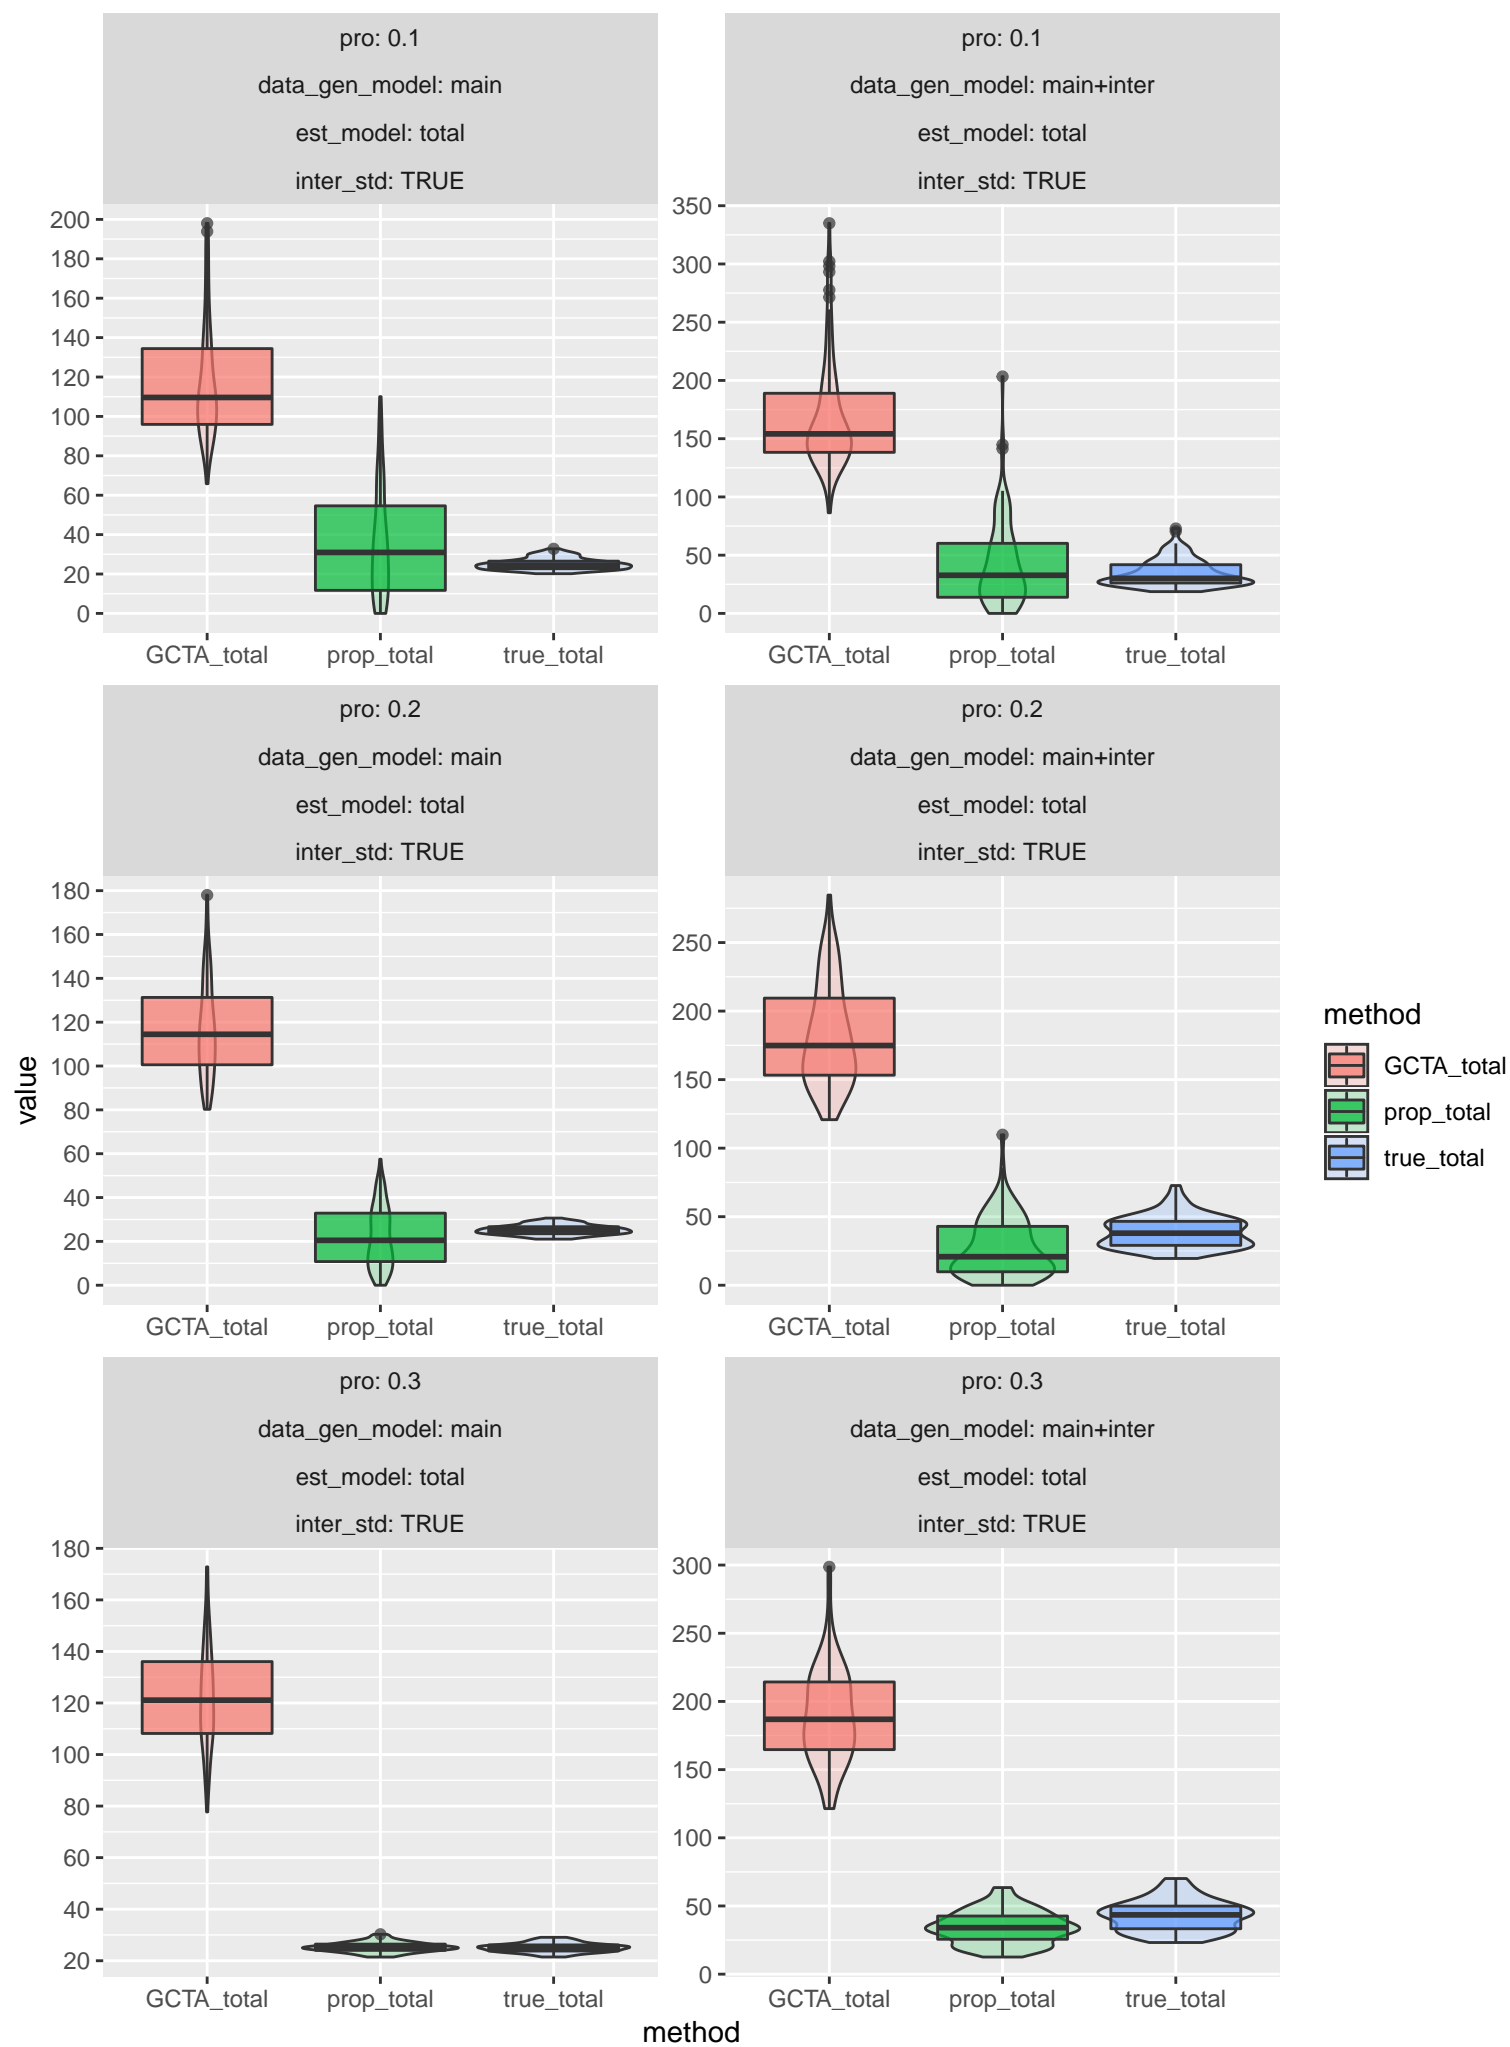 pro: 0.1
data_gen_model: main
est_model: total
inter_std: TRUE
200
180
160
140
120
100
80
60
40
20
0
GCTA_total prop_total true_total
pro: 0.1
data_gen_model: main+inter
est_model: total
inter_std: TRUE
350
300
250
200
150
100
50
0
GCTA_total prop_total true_total
pro: 0.2
data_gen_model: main
est_model: total
inter_std: TRUE
180
160
140
120
100
80
60
40
20
0
GCTA_total prop_total true_total
pro: 0.2
data_gen_model: main+inter
est_model: total
inter_std: TRUE
250
200
150
100
50
0
GCTA_total prop_total true_total
pro: 0.3
data_gen_model: main
est_model: total
inter_std: TRUE
180
160
140
120
100
80
60
40
20
GCTA_total prop_total true_total
pro: 0.3
data_gen_model: main+inter
est_model: total
inter_std: TRUE
300
250
200
150
100
50
0
GCTA_total prop_total true_total
value
method
method
GCTA_total
prop_total
true_total